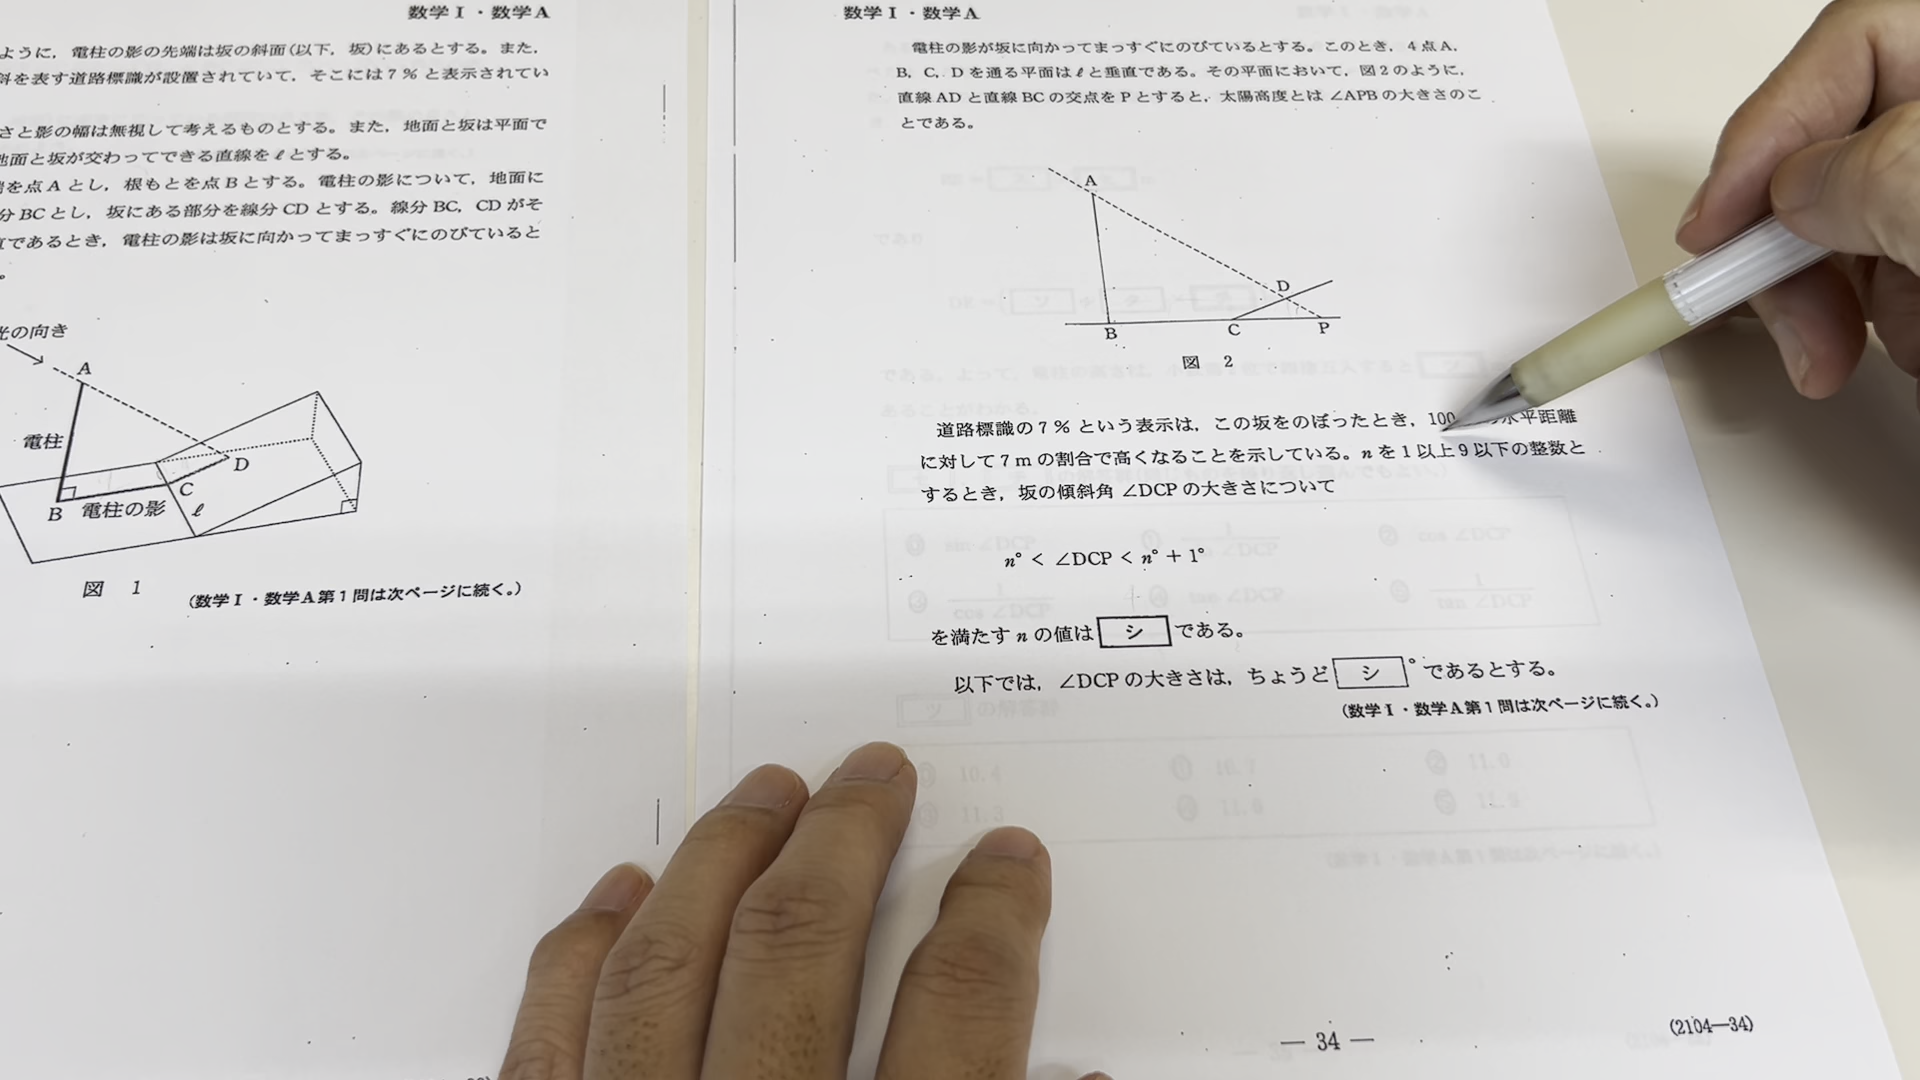 数学Ⅰ・数学A
ように，電柱の影の先端は坂の斜面(以下，坂)にあるとする。また，
斜を表す道路標識が設置されていて，そこには7％と表示されてい
さと影の幅は無視して考えるものとする。また，地面と坂は平面で
地面と坂が交わってできる直線をℓとする。
を点Aとし，根もとを点Bとする。電柱の影について，地面に
分BCとし，坂にある部分を線分CDとする。線分BC，CDがそ
であるとき，電柱の影は坂に向かってまっすぐにのびていると
。
光の向き
A
電柱
D
C
B
電柱の影
ℓ
図 1
(数学Ⅰ・数学A第1問は次ページに続く。)
数学Ⅰ・数学A
電柱の影が坂に向かってまっすぐにのびているとする。このとき，4点A，
B，C，Dを通る平面はℓと垂直である。その平面において，図2のように，
直線ADと直線BCの交点をPとすると，太陽高度とは∠APBの大きさのこ
とである。
A
D
B
C
P
図 2
道路標識の7％という表示は，この坂をのぼったとき，100 水平距離
に対して7mの割合で高くなることを示している。nを1以上9以下の整数と
するとき，坂の傾斜角∠DCPの大きさについて
n°＜∠DCP＜n°＋1°
を満たすnの値は シ である。
以下では，∠DCPの大きさは，ちょうど シ °であるとする。
(数学Ⅰ・数学A第1問は次ページに続く。)
— 34 —
(2104—34)